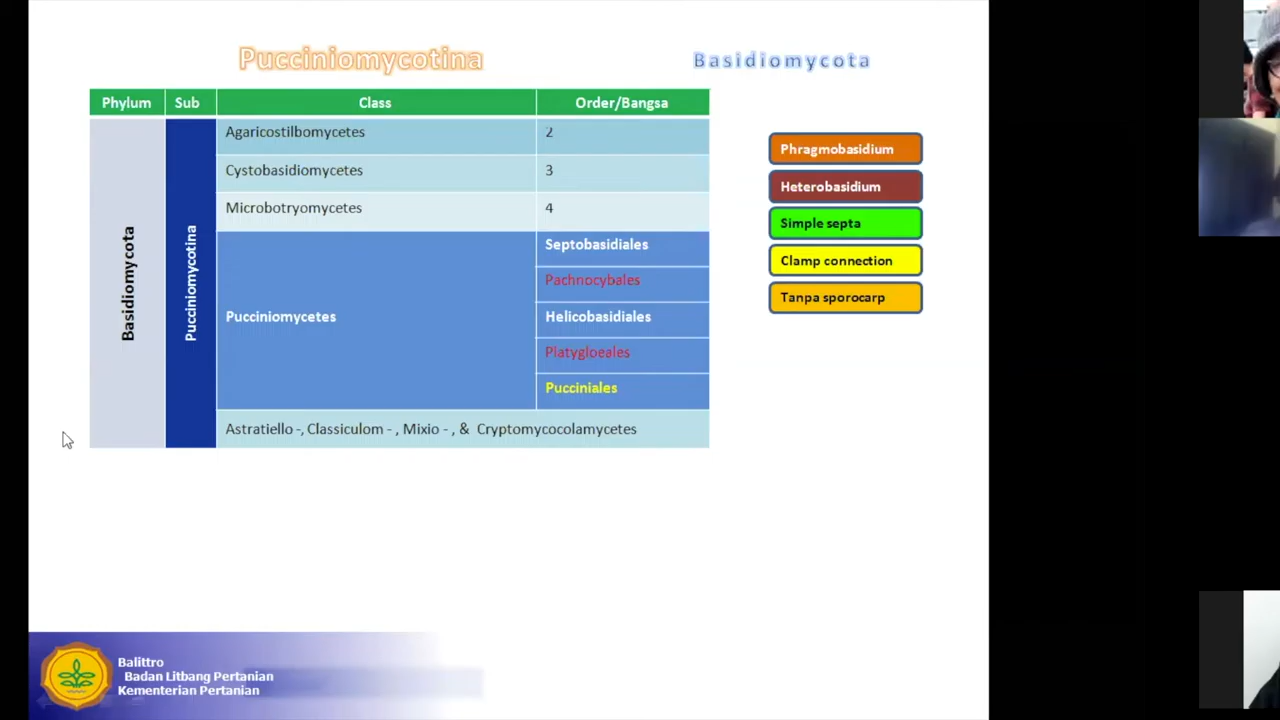 Pucciniomycotina
Basidiomycota
Phylum Sub Class Order/Bangsa
Basidiomycota
Pucciniomycotina
Agaricostilbomycetes 2
Cystobasidiomycetes 3
Microbotryomycetes 4
Pucciniomycetes
Septobasidiales
Pachnocybales
Helicobasidiales
Platygloeales
Pucciniales
Astratiello -, Classiculom - , Mixio - , & Cryptomycocolamycetes
Phragmobasidium
Heterobasidium
Simple septa
Clamp connection
Tanpa sporocarp
Balittro
Badan Litbang Pertanian
Kementerian Pertanian